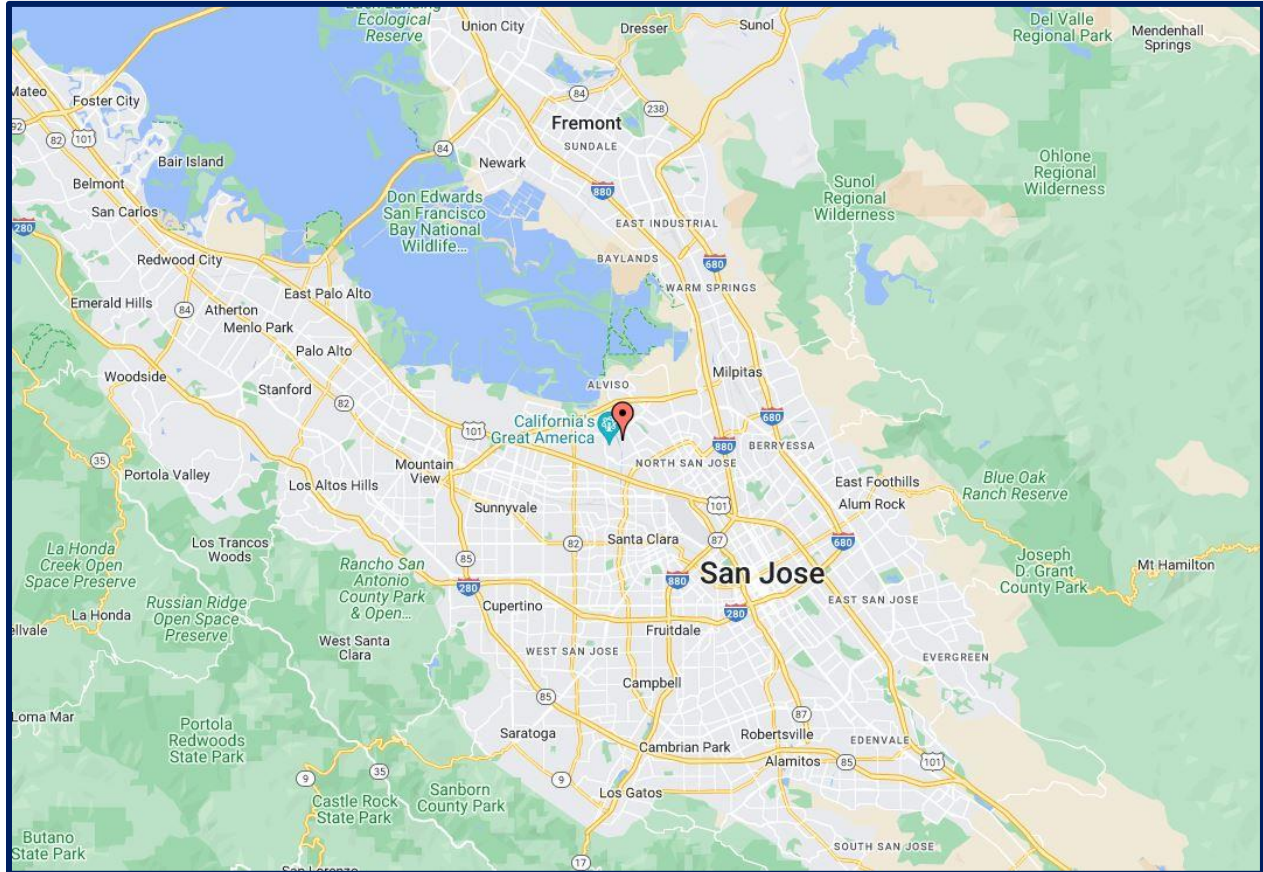 Ecological
Reserve
Union City
Dresser
Sunol
Del Valle
Regional Park
Mendenhall
Springs
Mateo
Foster City
92
82
101
84
238
Fremont
SUNDALE
Bair Island
84
Newark
Belmont
880
Ohlone
Regional
Wilderness
Sunol
Regional
Wilderness
Don Edwards
San Francisco
Bay National
Wildlife...
San Carlos
280
EAST INDUSTRIAL
BAYLANDS
680
Redwood City
WARM SPRINGS
East Palo Alto
Emerald Hills
84
Atherton
Menlo Park
Palo Alto
Woodside
Stanford
82
ALVISO
Milpitas
California's
Great America
101
680
880
BERRYESSA
NORTH SAN JOSE
35
Portola Valley
Mountain
View
Los Altos Hills
East Foothills
Alum Rock
Blue Oak
Ranch Reserve
Sunnyvale
101
La Honda
Creek Open
Space Preserve
Los Trancos
Woods
85
82
Santa Clara
87
680
Rancho San
Antonio
County Park
& Open...
280
880
San Jose
Joseph
D. Grant
County Park
Mt Hamilton
Russian Ridge
Open Space
Preserve
La Honda
Cupertino
280
EAST SAN JOSE
ellvale
West Santa
Clara
Fruitdale
WEST SAN JOSE
EVERGREEN
Campbell
85
Loma Mar
Portola
Redwoods
State Park
87
Saratoga
Cambrian Park
Robertsville
EDENVALE
Alamitos
85
101
9
35
9
Los Gatos
Castle Rock
State Park
Sanborn
County Park
Butano
State Park
17
SOUTH SAN JOSE